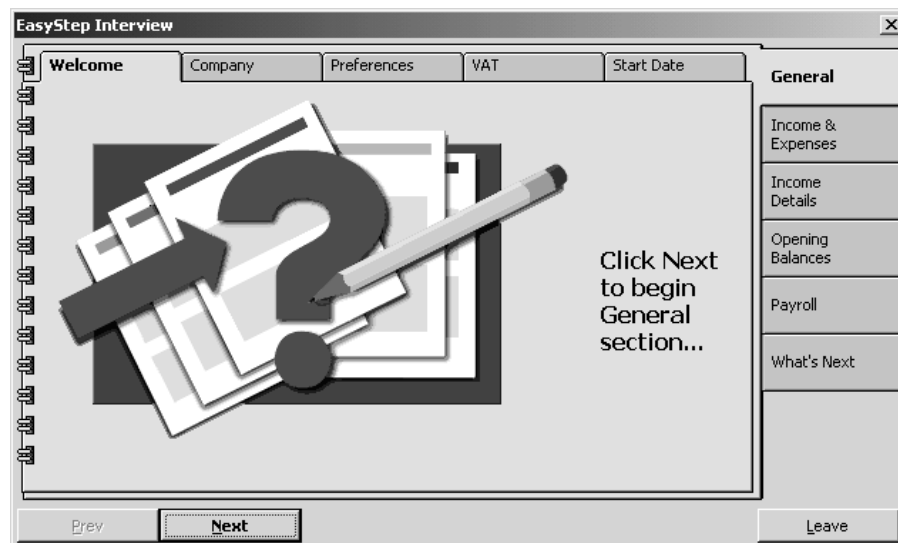 EasyStep Interview
Welcome
Company
Preferences
VAT
Start Date
General
Income &
Expenses
Income
Details
Opening
Balances
Payroll
What's Next
Click Next
to begin
General
section...
Prev
Next
Leave